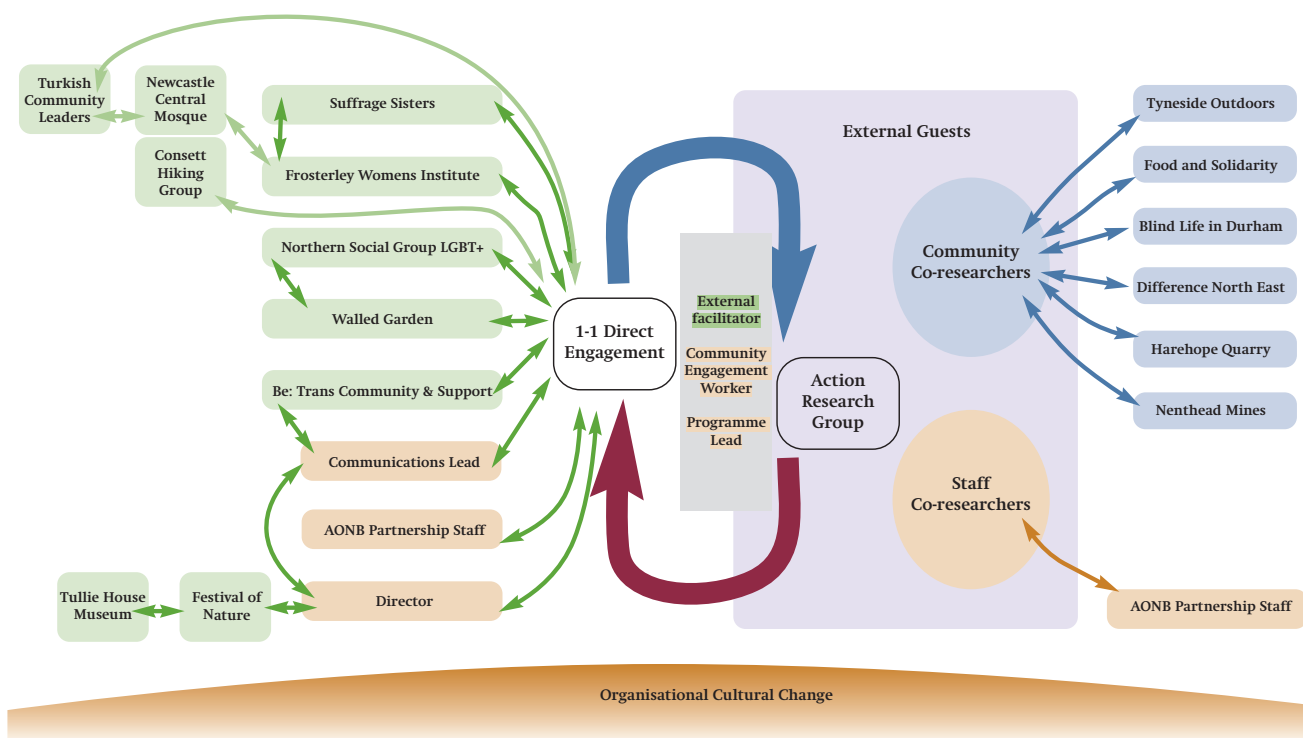 Turkish
Community
Leaders
Newcastle
Central
Mosque
Consett
Hiking
Group
Suffrage Sisters
Frosterley Womens Institute
Northern Social Group LGBT+
Walled Garden
Be: Trans Community & Support
Communications Lead
AONB Partnership Staff
Director
Tullie House
Museum
Festival of
Nature
1-1 Direct
Engagement
External
facilitator
Community
Engagement
Worker
Programme
Lead
Action
Research
Group
External Guests
Community
Co-researchers
Staff
Co-researchers
Tyneside Outdoors
Food and Solidarity
Blind Life in Durham
Difference North East
Harehope Quarry
Nenthead Mines
AONB Partnership Staff
Organisational Cultural Change